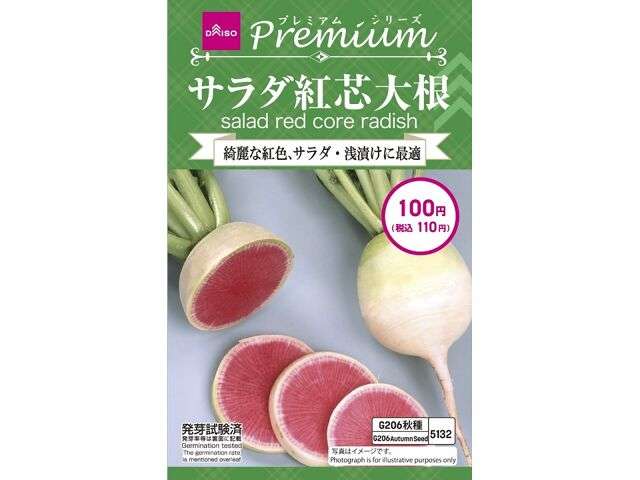 DAISO
プレミアム シリーズ
Premium
サラダ紅芯大根
salad red core radish
綺麗な紅色、サラダ・浅漬けに最適
100円
(税込 110円)
発芽試験済
発芽率等は裏面に記載
Germination tested
The germination rate
is mentioned overleaf
G206秋種
G206AutumnSeed
5132
写真はイメージです。
Photograph is for illustrative purposes only